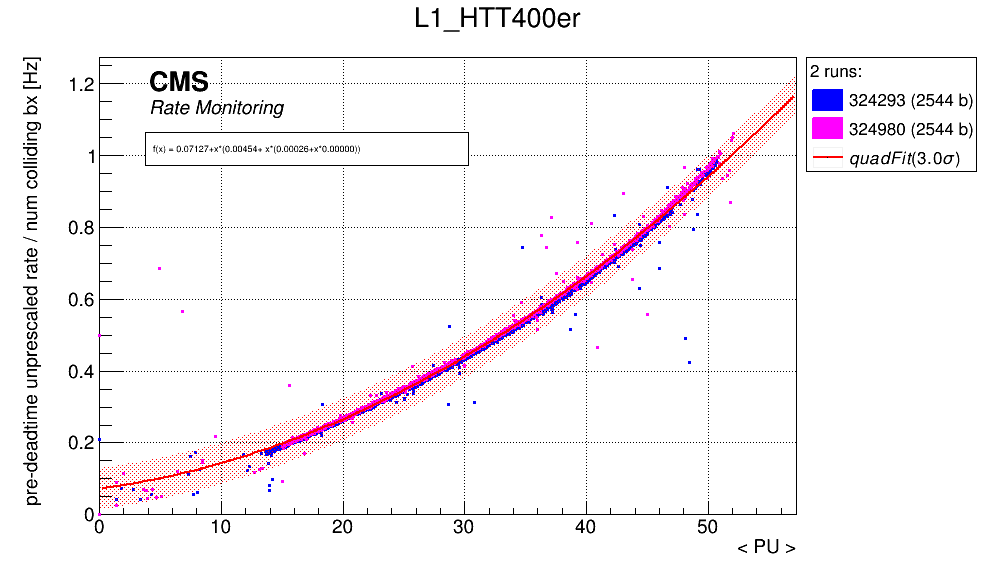 L1_HTT400er
pre-deadtime unprescaled rate / num colliding bx [Hz]
CMS
Rate Monitoring
f(x) = 0.07127+x*(0.00454+ x*(0.00026+x*0.00000))
2 runs:
324293 (2544 b)
324980 (2544 b)
quadFit(3.0σ)
1.2
1
0.8
0.6
0.4
0.2
0
0 10 20 30 40 50
< PU >